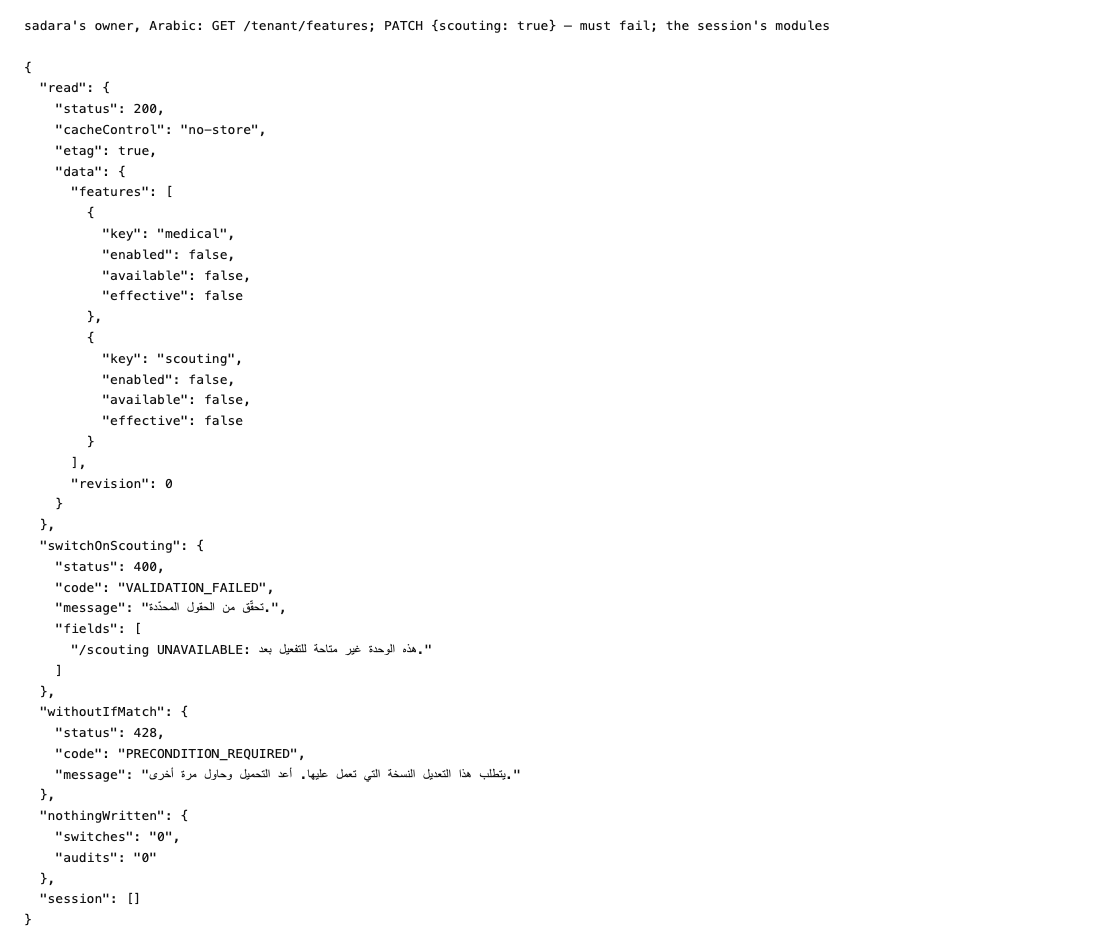 sadara's owner, Arabic: GET /tenant/features; PATCH {scouting: true} — must fail; the session's modules
{
  "read": {
    "status": 200,
    "cacheControl": "no-store",
    "etag": true,
    "data": {
      "features": [
        {
          "key": "medical",
          "enabled": false,
          "available": false,
          "effective": false
        },
        {
          "key": "scouting",
          "enabled": false,
          "available": false,
          "effective": false
        }
      ],
      "revision": 0
    }
  },
  "switchOnScouting": {
    "status": 400,
    "code": "VALIDATION_FAILED",
    "message": "تحقّق من الحقول المحدّدة.",
    "fields": [
      "/scouting UNAVAILABLE: هذه الوحدة غير متاحة للتفعيل بعد."
    ]
  },
  "withoutIfMatch": {
    "status": 428,
    "code": "PRECONDITION_REQUIRED",
    "message": "يتطلب هذا التعديل النسخة التي تعمل عليها. أعد التحميل وحاول مرة أخرى."
  },
  "nothingWritten": {
    "switches": "0",
    "audits": "0"
  },
  "session": []
}